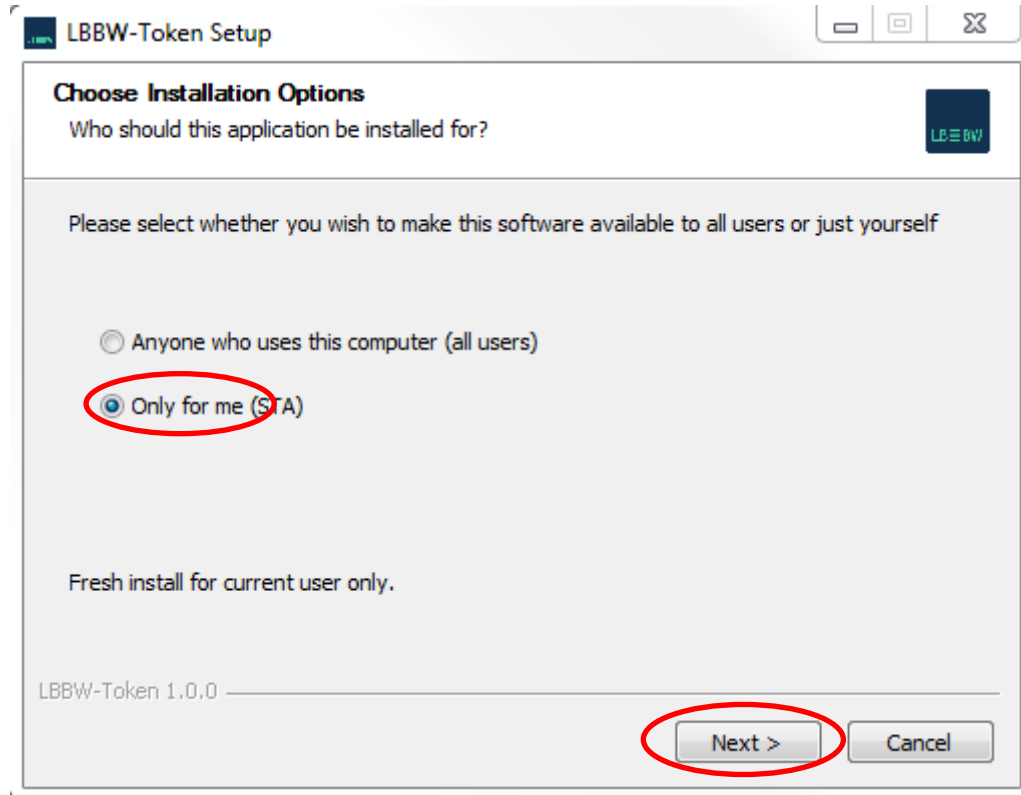 LBBW-Token Setup
Choose Installation Options
Who should this application be installed for?
LB☰BW
Please select whether you wish to make this software available to all users or just yourself
Anyone who uses this computer (all users)
Only for me (STA)
Fresh install for current user only.
LBBW-Token 1.0.0
Next >
Cancel